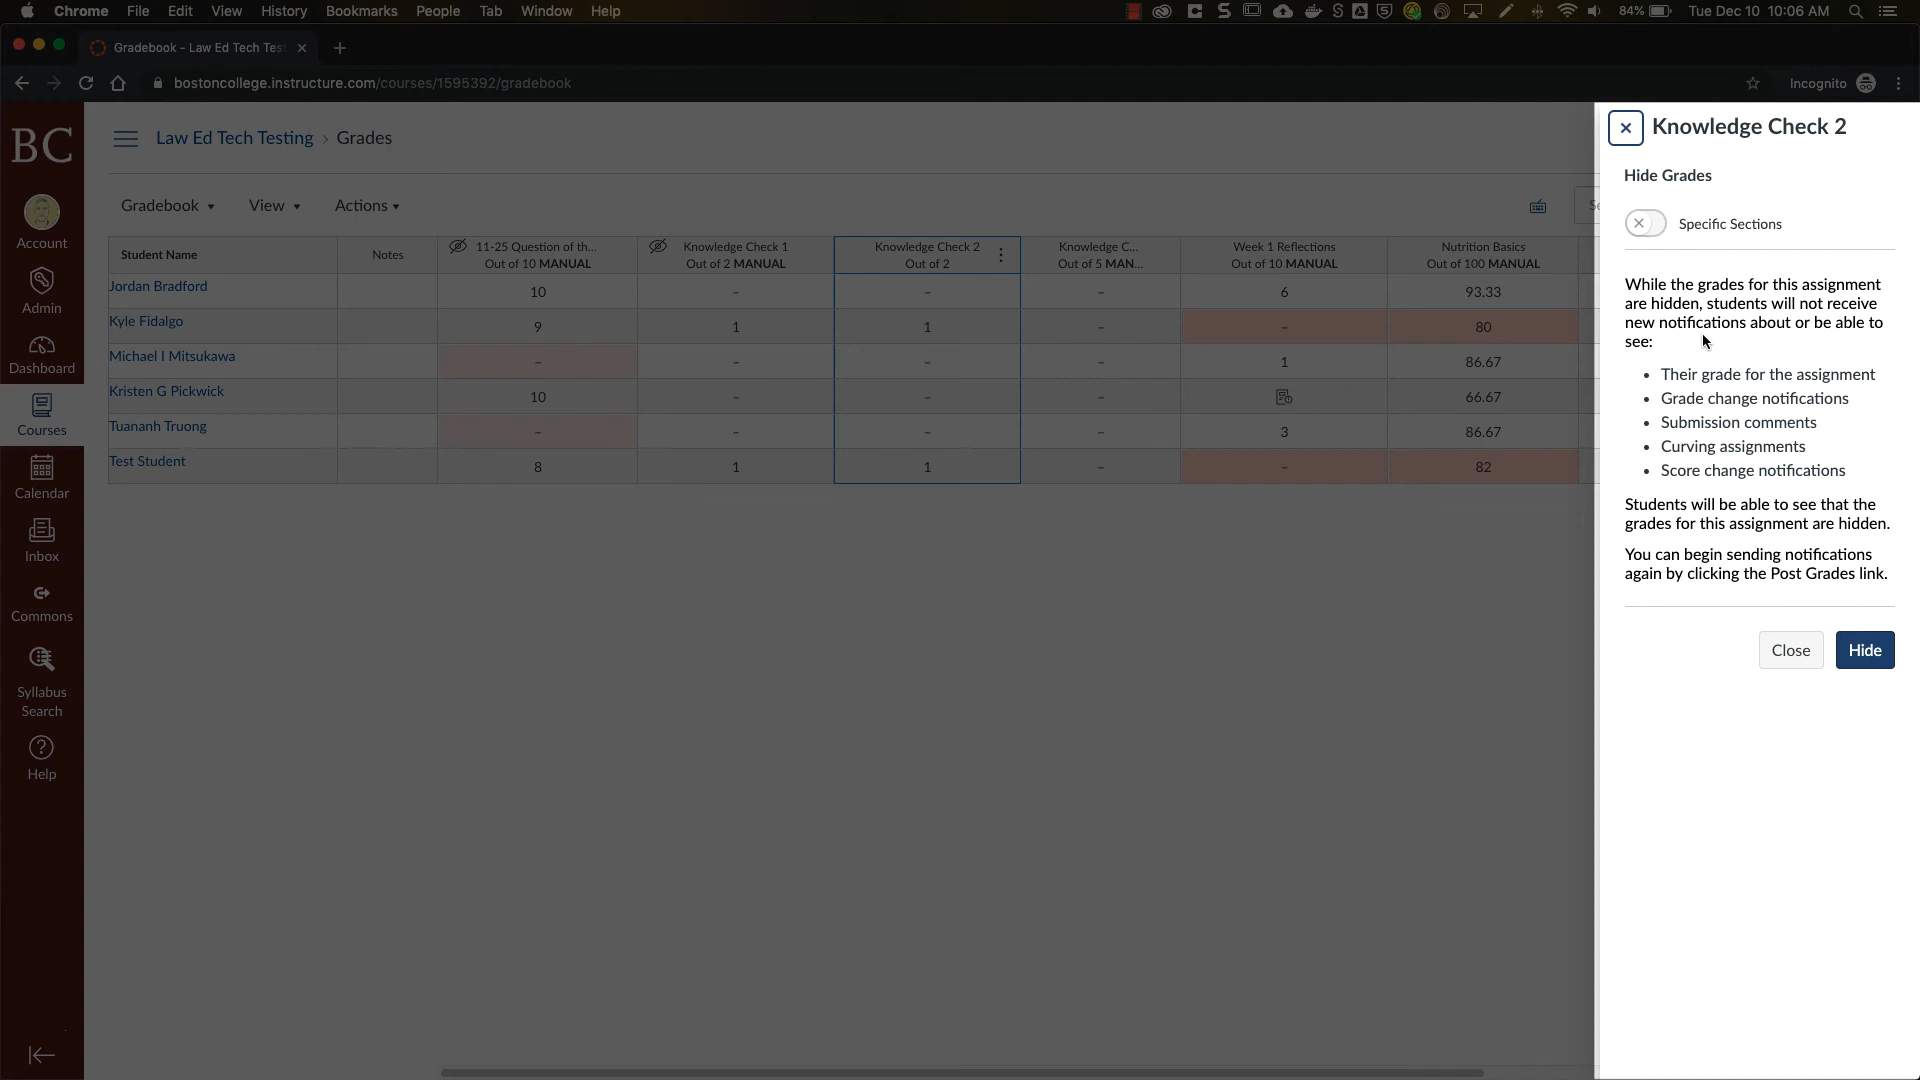 Chrome File Edit View History Bookmarks People Tab Window Help
84% Tue Dec 10 10:06 AM
Gradebook - Law Ed Tech Test
bostoncollege.instructure.com/courses/1595392/gradebook
Incognito
BC
Account
Admin
Dashboard
Courses
Calendar
Inbox
Commons
Syllabus
Search
Help
Law Ed Tech Testing > Grades
Gradebook View Actions
Student Name Notes 11-25 Question of th... Knowledge Check 1 Knowledge Check 2 Knowledge C... Week 1 Reflections Nutrition Basics
Out of 10 MANUAL Out of 2 MANUAL Out of 2 Out of 5 MAN... Out of 10 MANUAL Out of 100 MANUAL
Jordan Bradford 10 – – – 6 93.33
Kyle Fidalgo 9 1 1 – – 80
Michael I Mitsukawa – – – – 1 86.67
Kristen G Pickwick 10 – – – 66.67
Tuananh Truong – – – – 3 86.67
Test Student 8 1 1 – – 82
Knowledge Check 2
Hide Grades
Specific Sections
While the grades for this assignment
are hidden, students will not receive
new notifications about or be able to
see:
• Their grade for the assignment
• Grade change notifications
• Submission comments
• Curving assignments
• Score change notifications
Students will be able to see that the
grades for this assignment are hidden.
You can begin sending notifications
again by clicking the Post Grades link.
Close Hide